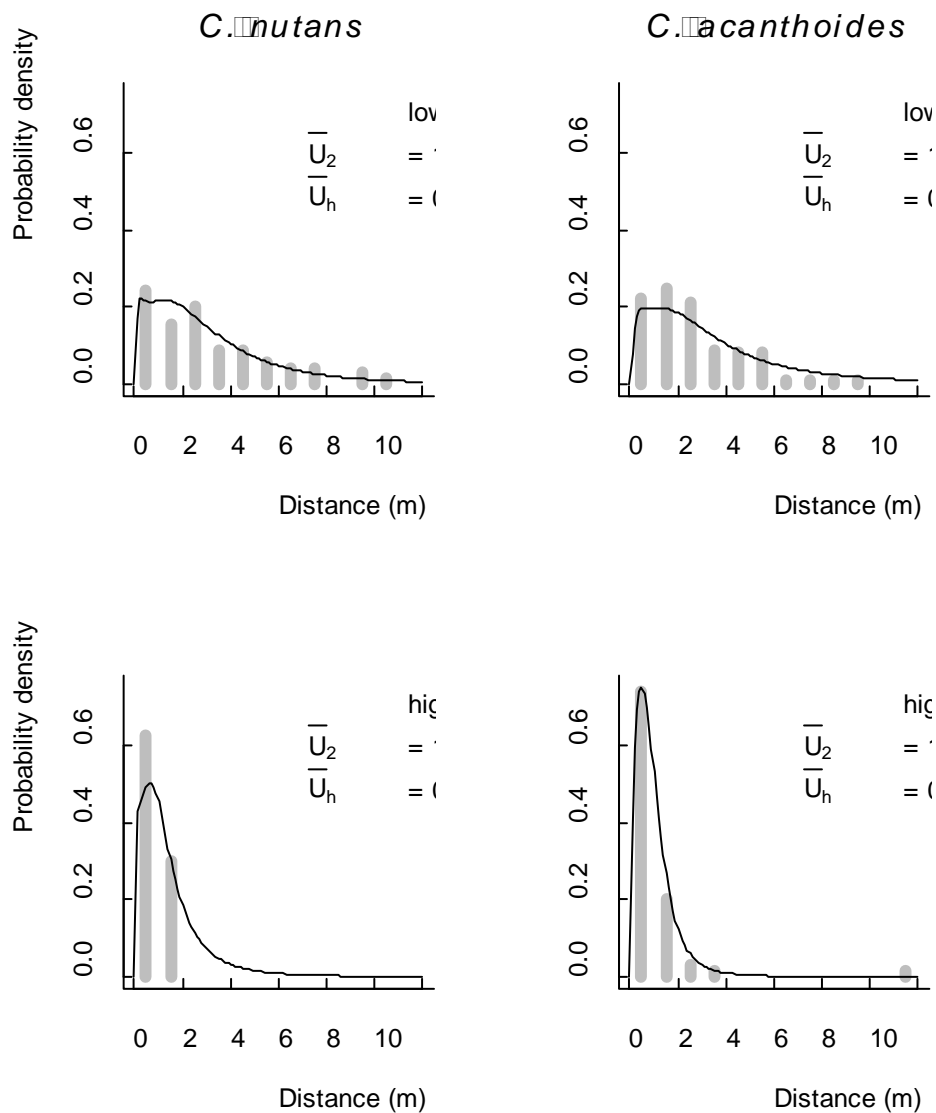 C. nutans
C. acanthoides
Probability density
0.0 0.2 0.4 0.6
U2 =
Uh =
0 2 4 6 8 10
Distance (m)
0.0 0.2 0.4 0.6
U2 =
Uh =
0 2 4 6 8 10
Distance (m)
Probability density
0.0 0.2 0.4 0.6
U2 =
Uh =
0 2 4 6 8 10
Distance (m)
0.0 0.2 0.4 0.6
U2 =
Uh =
0 2 4 6 8 10
Distance (m)